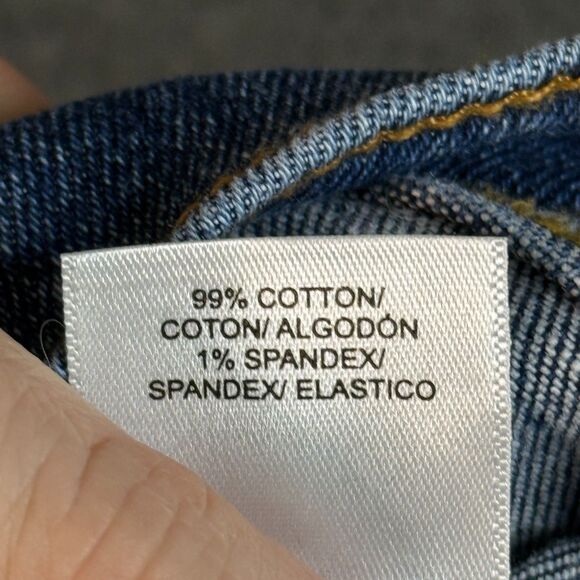 99% COTTON/
COTON/ ALGODÓN
1% SPANDEX/
SPANDEX/ ELASTICO